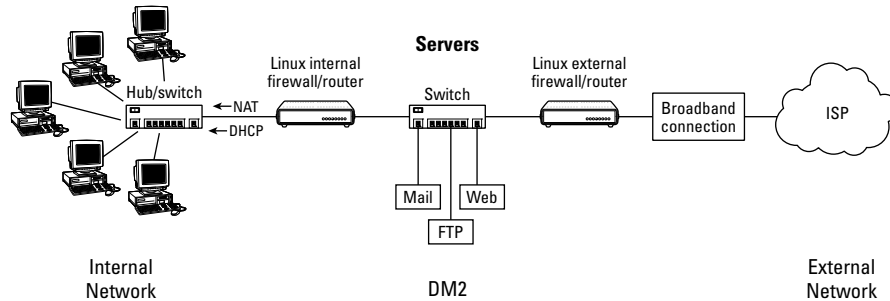 Servers
Linux internal
firewall/router
Linux external
firewall/router
Hub/switch
NAT
DHCP
Switch
Broadband
connection
ISP
Mail
Web
FTP
Internal
Network
DM2
External
Network